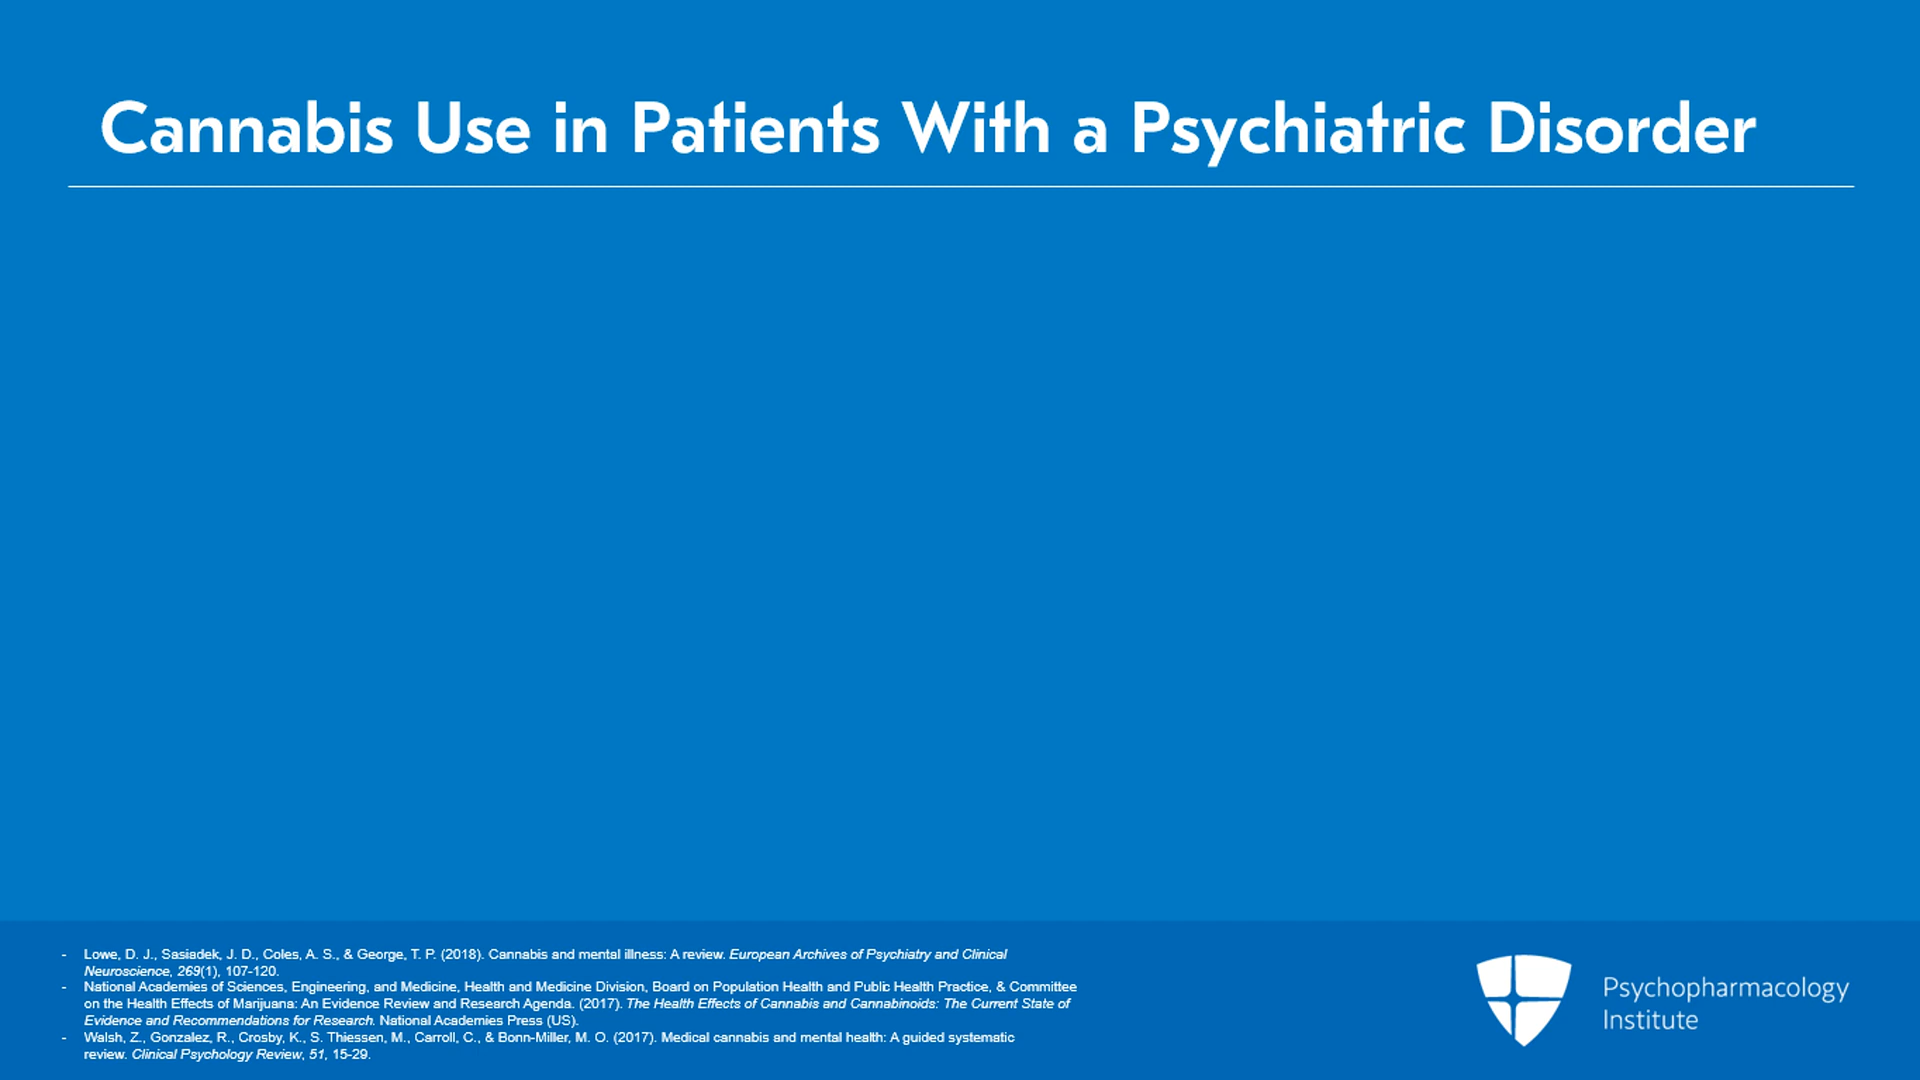 Cannabis Use in Patients With a Psychiatric Disorder
- Lowe, D. J., Sasiadek, J. D., Coles, A. S., & George, T. P. (2018). Cannabis and mental illness: A review. European Archives of Psychiatry and Clinical
Neuroscience, 269(1), 107-120.
- National Academies of Sciences, Engineering, and Medicine, Health and Medicine Division, Board on Population Health and Public Health Practice, & Committee
on the Health Effects of Marijuana: An Evidence Review and Research Agenda. (2017). The Health Effects of Cannabis and Cannabinoids: The Current State of
Evidence and Recommendations for Research. National Academies Press (US).
- Walsh, Z., Gonzalez, R., Crosby, K., S. Thiessen, M., Carroll, C., & Bonn-Miller, M. O. (2017). Medical cannabis and mental health: A guided systematic
review. Clinical Psychology Review, 51, 15-29.
Psychopharmacology
Institute